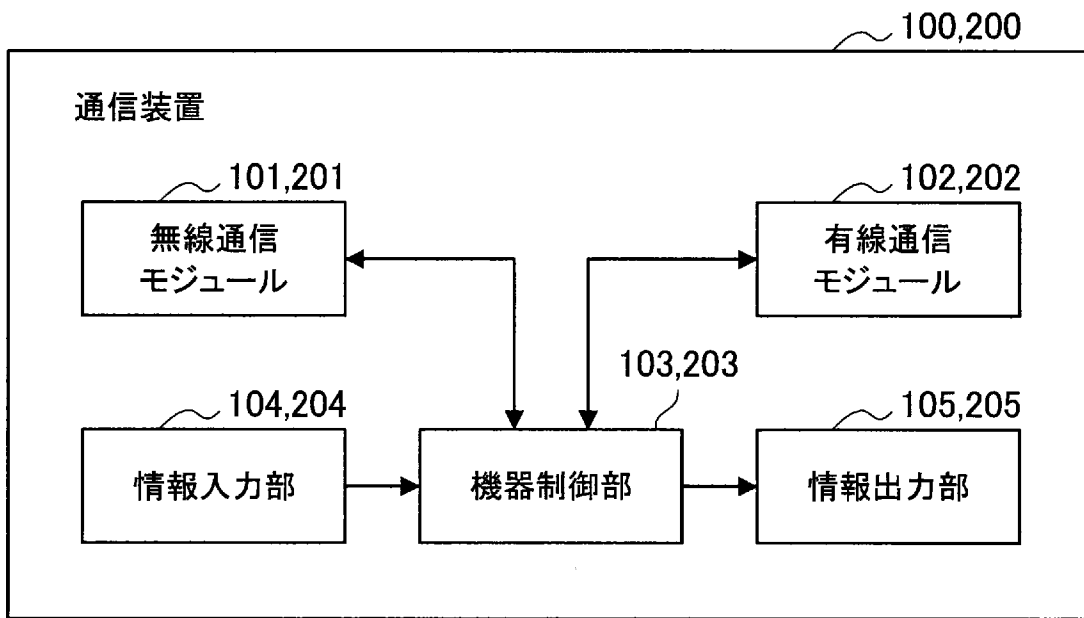 100,200
通信装置
101,201
無線通信
モジュール
102,202
有線通信
モジュール
103,203
104,204
情報入力部
機器制御部
105,205
情報出力部